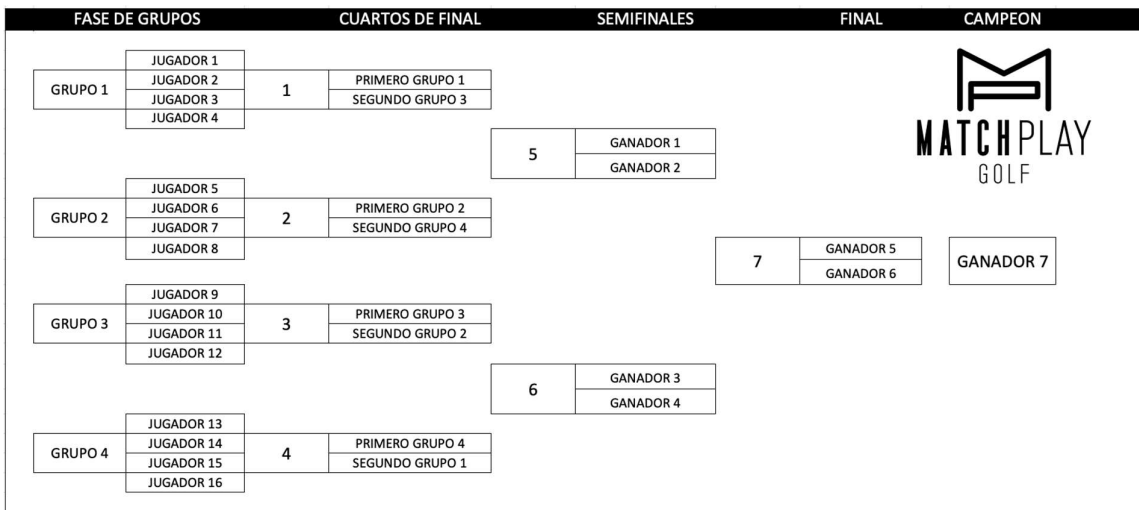 FASE DE GRUPOS CUARTOS DE FINAL SEMIFINALES FINAL CAMPEON
JUGADOR 1
GRUPO 1 JUGADOR 2 1 PRIMERO GRUPO 1
JUGADOR 3 SEGUNDO GRUPO 3
JUGADOR 4
MATCHPLAY
GOLF
5 GANADOR 1
GANADOR 2
JUGADOR 5
GRUPO 2 JUGADOR 6 2 PRIMERO GRUPO 2
JUGADOR 7 SEGUNDO GRUPO 4
JUGADOR 8
7 GANADOR 5
GANADOR 6
GANADOR 7
JUGADOR 9
GRUPO 3 JUGADOR 10 3 PRIMERO GRUPO 3
JUGADOR 11 SEGUNDO GRUPO 2
JUGADOR 12
6 GANADOR 3
GANADOR 4
JUGADOR 13
GRUPO 4 JUGADOR 14 4 PRIMERO GRUPO 4
JUGADOR 15 SEGUNDO GRUPO 1
JUGADOR 16